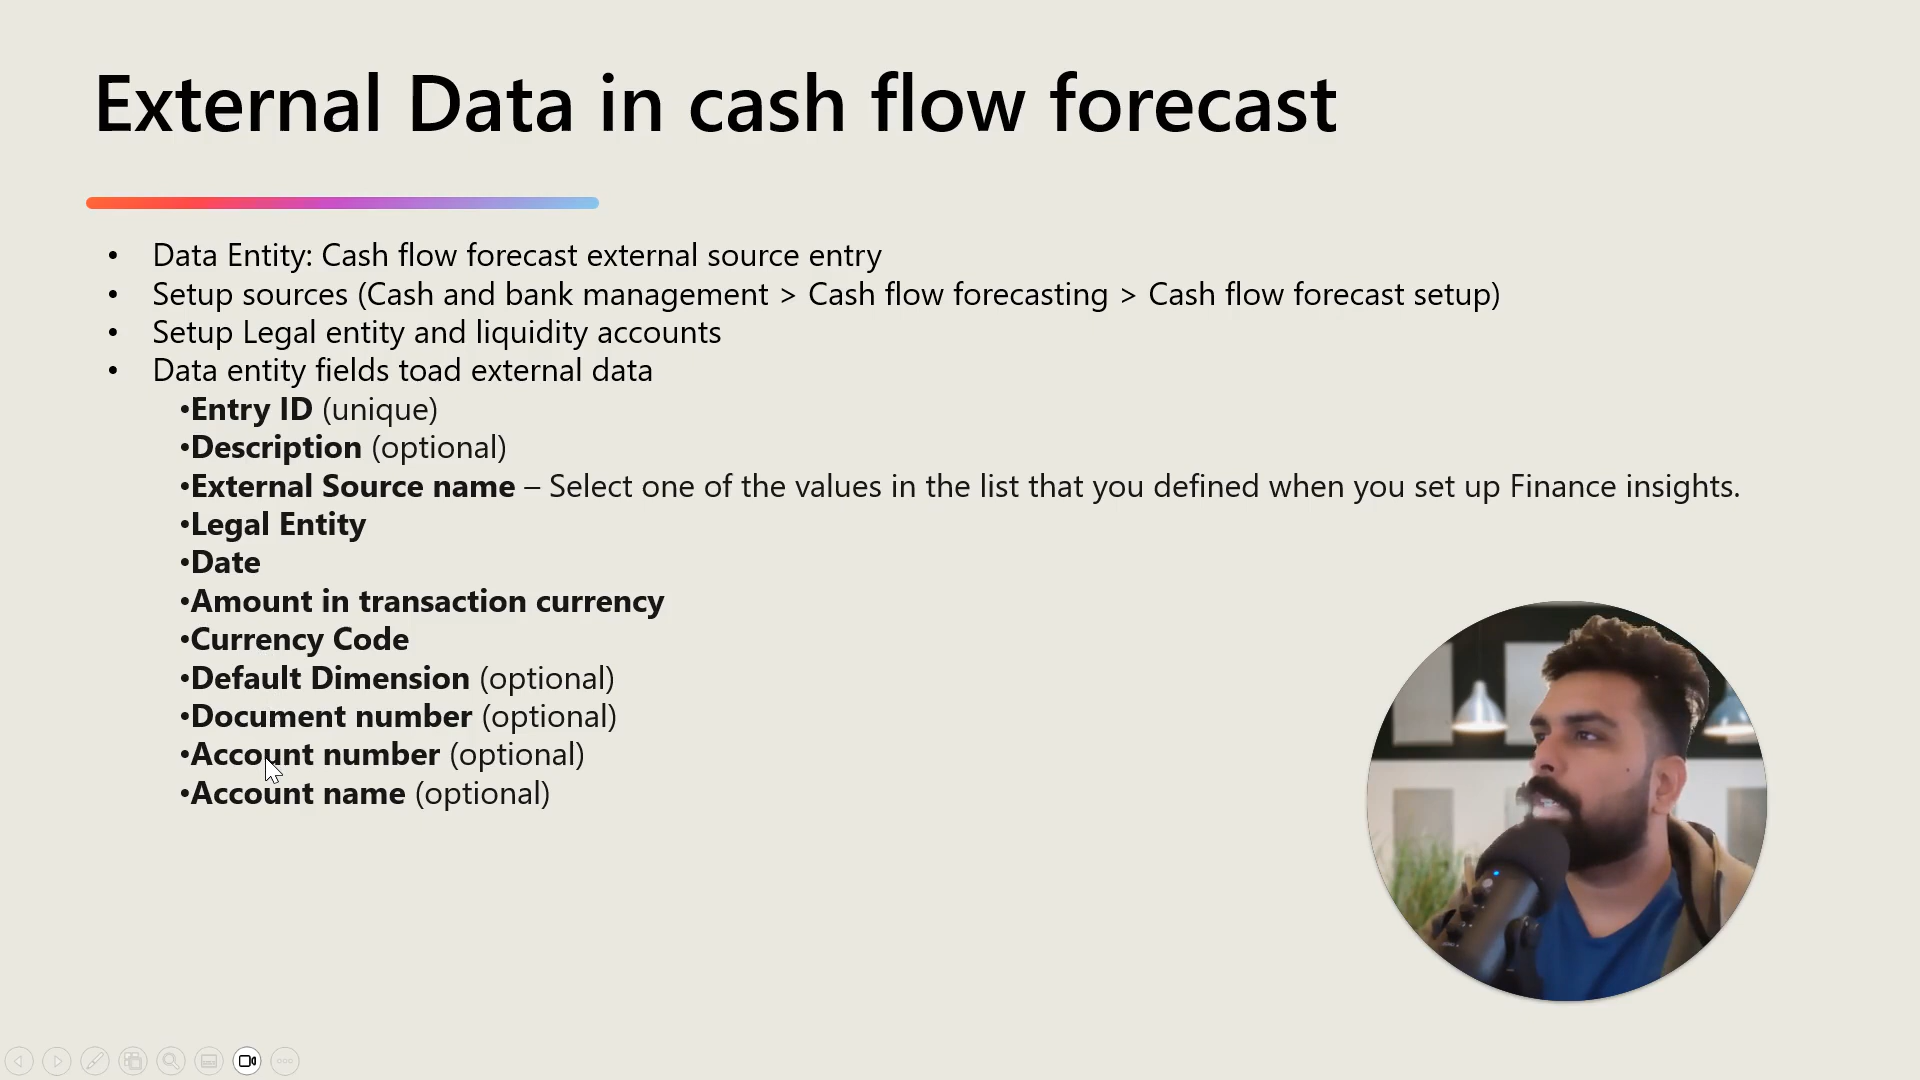 External Data in cash flow forecast
• Data Entity: Cash flow forecast external source entry
• Setup sources (Cash and bank management > Cash flow forecasting > Cash flow forecast setup)
• Setup Legal entity and liquidity accounts
• Data entity fields toad external data
•Entry ID (unique)
•Description (optional)
•External Source name – Select one of the values in the list that you defined when you set up Finance insights.
•Legal Entity
•Date
•Amount in transaction currency
•Currency Code
•Default Dimension (optional)
•Document number (optional)
•Account number (optional)
•Account name (optional)